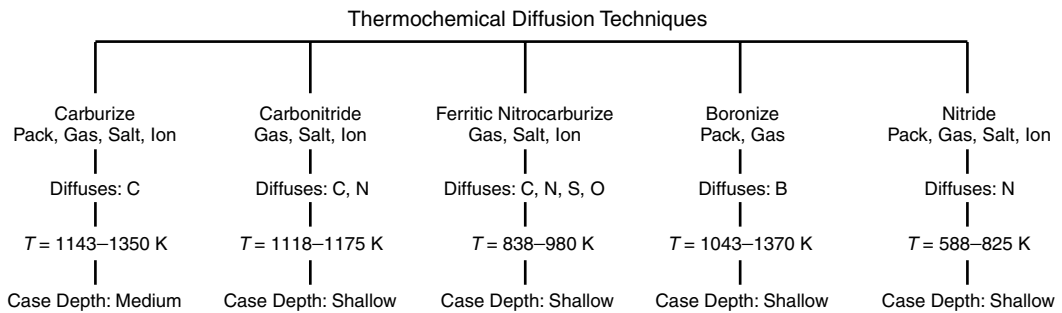 Thermochemical Diffusion Techniques
Carburize
Pack, Gas, Salt, Ion
Diffuses: C
T = 1143–1350 K
Case Depth: Medium
Carbonitride
Gas, Salt, Ion
Diffuses: C, N
T = 1118–1175 K
Case Depth: Shallow
Ferritic Nitrocarburize
Gas, Salt, Ion
Diffuses: C, N, S, O
T = 838–980 K
Case Depth: Shallow
Boronize
Pack, Gas
Diffuses: B
T = 1043–1370 K
Case Depth: Shallow
Nitride
Pack, Gas, Salt, Ion
Diffuses: N
T = 588–825 K
Case Depth: Shallow